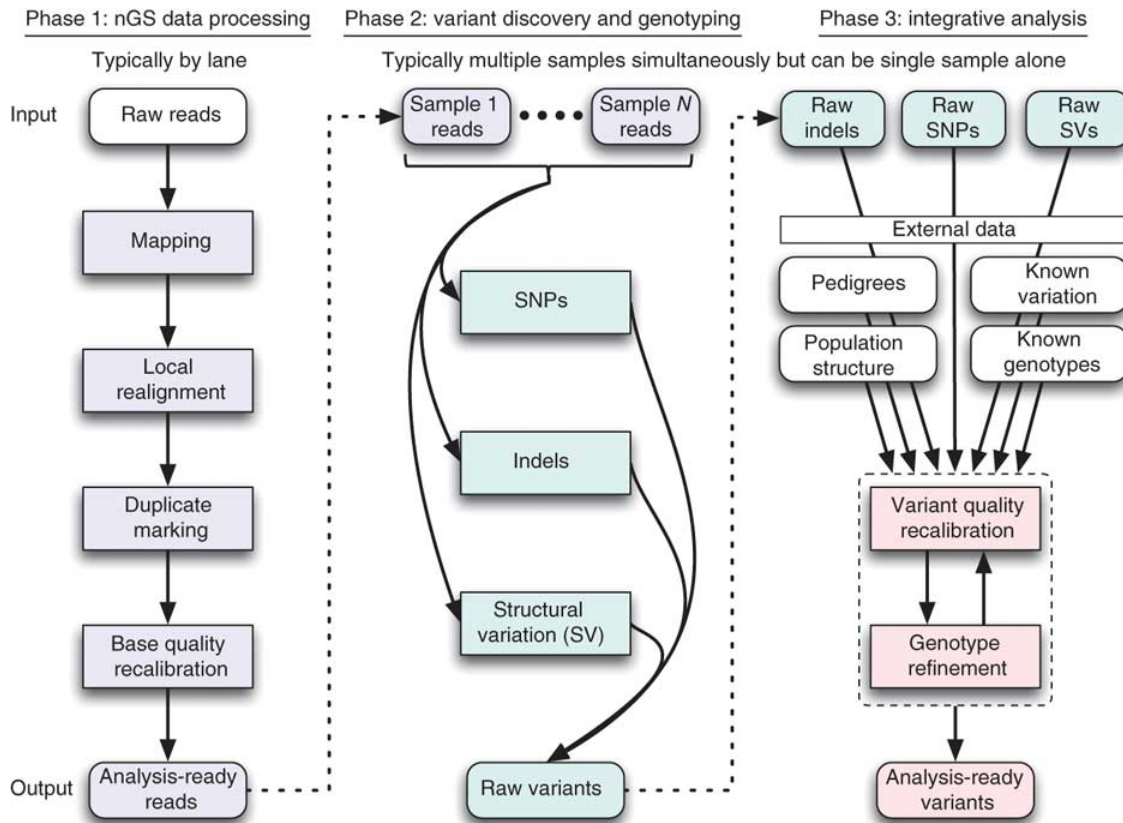 Phase 1: nGS data processing
Typically by lane
Input
Raw reads
Mapping
Local
realignment
Duplicate
marking
Base quality
recalibration
Output
Analysis-ready
reads
Phase 2: variant discovery and genotyping
Typically multiple samples simultaneously but can be single sample alone
Sample 1
reads
Sample N
reads
SNPs
Indels
Structural
variation (SV)
Raw variants
Phase 3: integrative analysis
Raw
indels
Raw
SNPs
Raw
SVs
External data
Pedigrees
Known
variation
Population
structure
Known
genotypes
Variant quality
recalibration
Genotype
refinement
Analysis-ready
variants